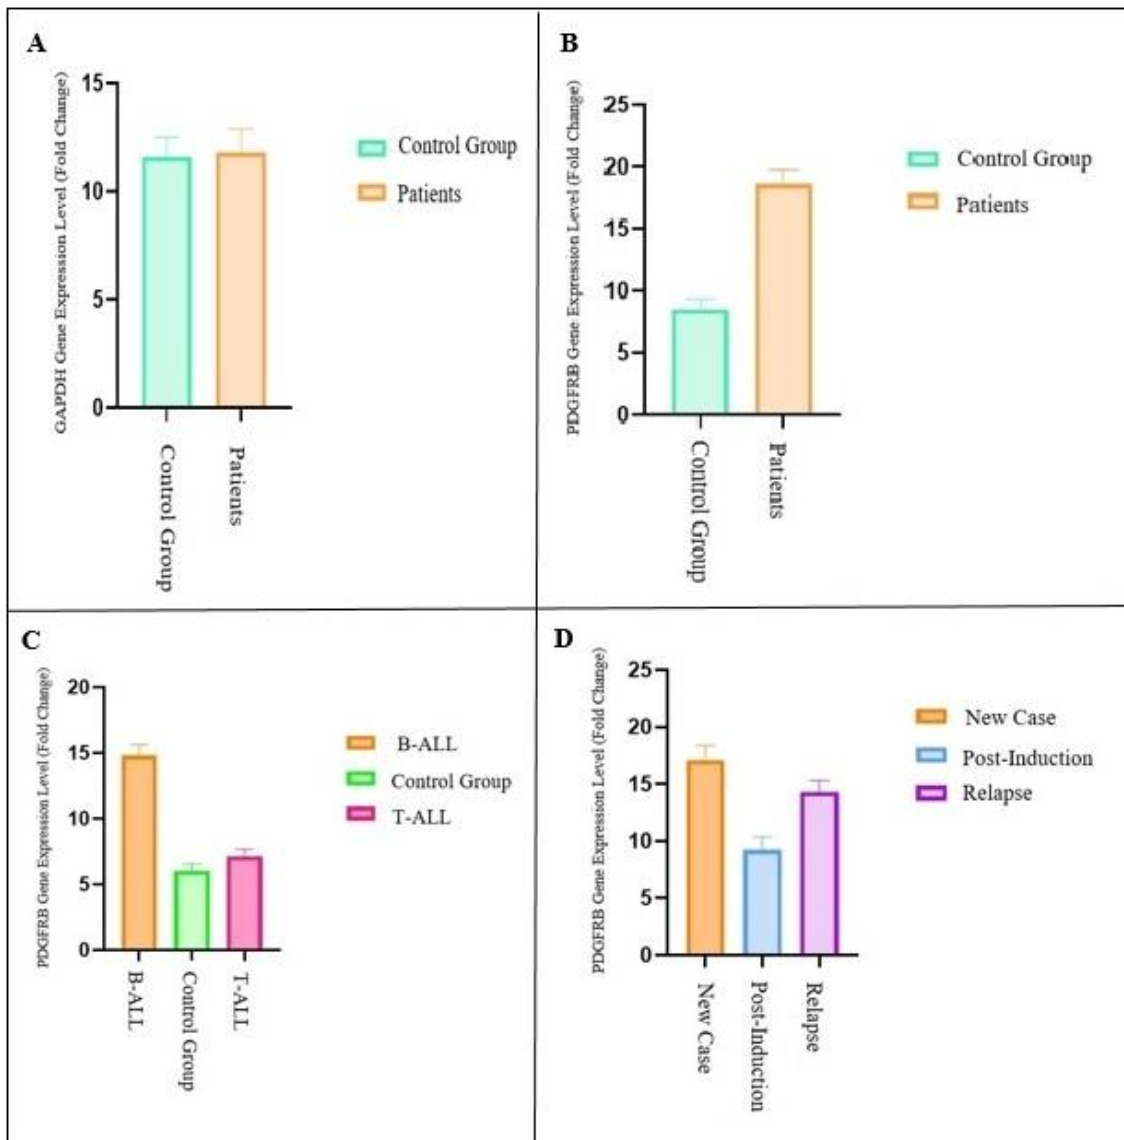 A
GAPDH Gene Expression Level (Fold Change)
15
10
5
0
Control Group
Patients
Control Group
Patients
B
PDGFRB Gene Expression Level (Fold Change)
25
20
15
10
5
0
Control Group
Patients
Control Group
Patients
C
PDGFRB Gene Expression Level (Fold Change)
20
15
10
5
0
B-ALL
Control Group
T-ALL
B-ALL
Control Group
T-ALL
D
PDGFRB Gene Expression Level (Fold Change)
25
20
15
10
5
0
New Case
Post-Induction
Relapse
New Case
Post-Induction
Relapse